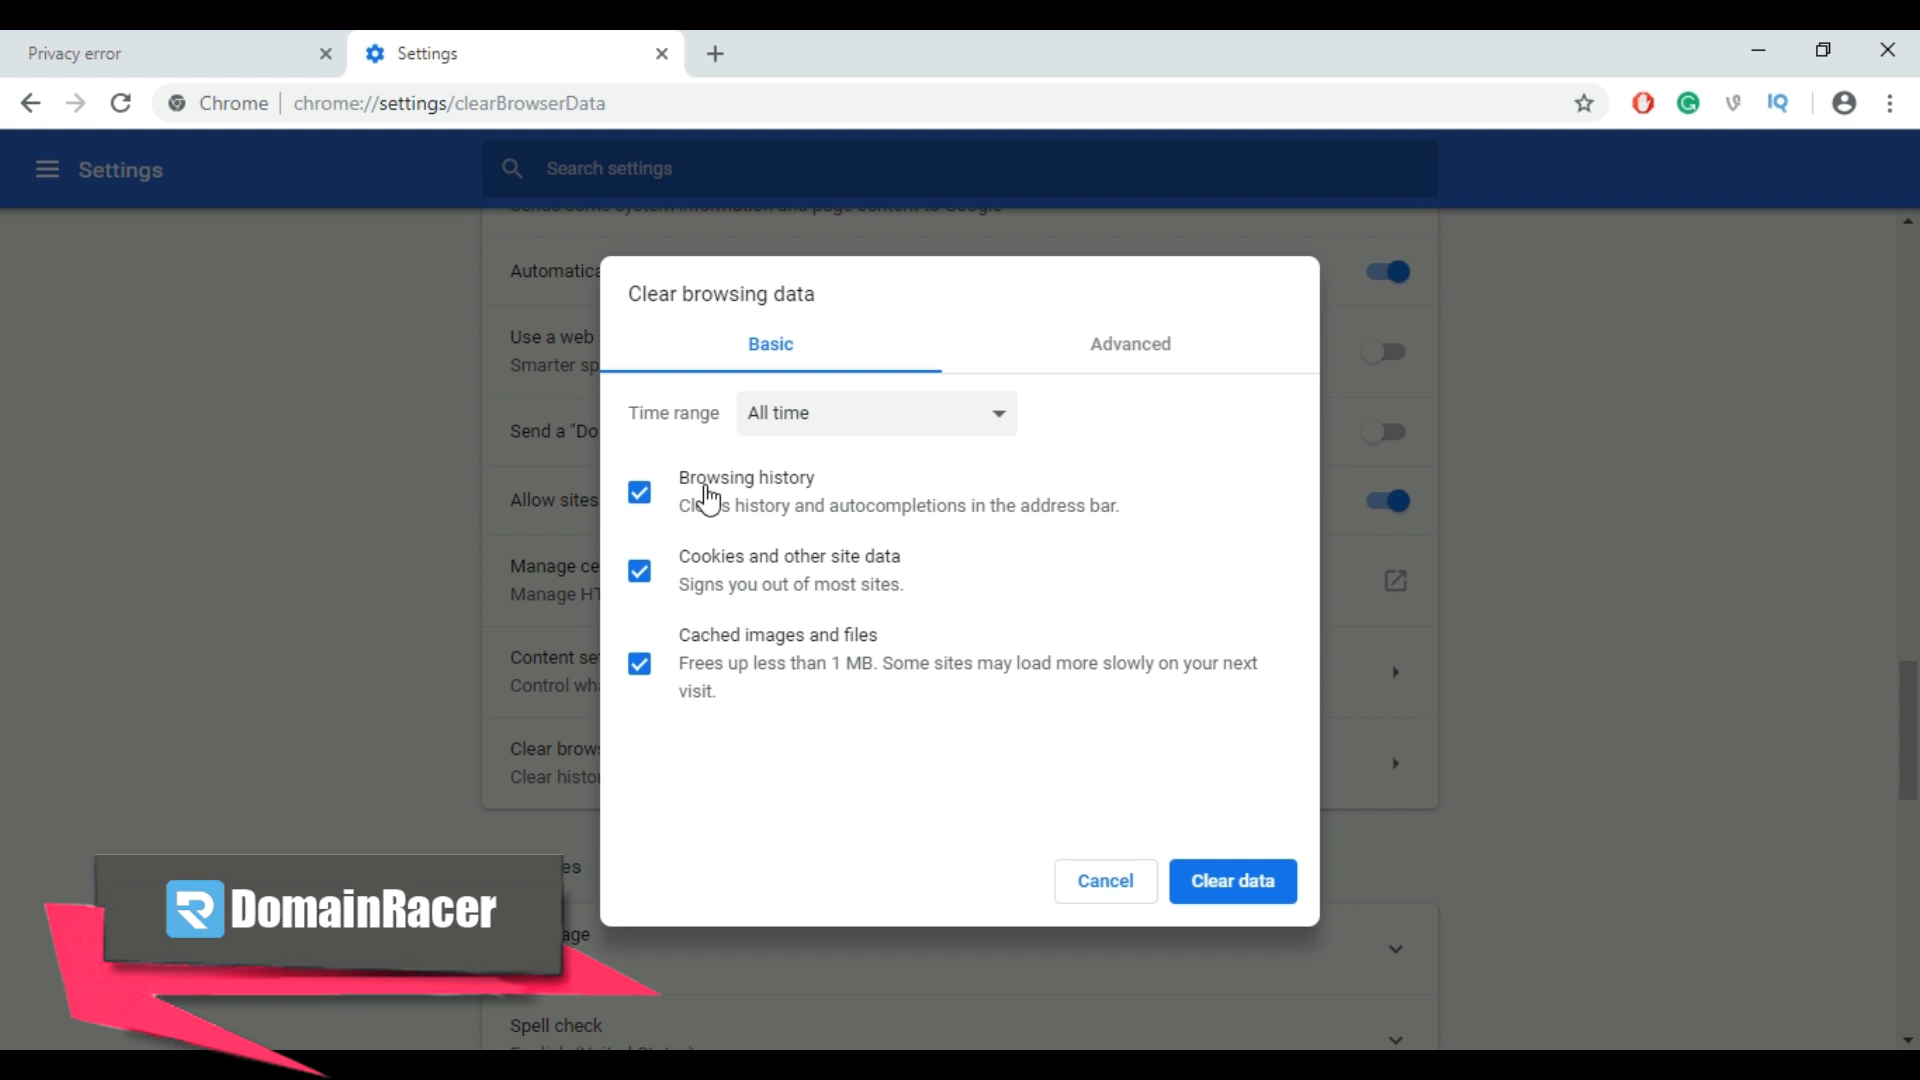 Privacy error
Settings
Chrome
chrome://settings/clearBrowserData
IQ
Settings
Search settings
Automatica
Clear browsing data
Basic
Advanced
Use a web
Smarter sp
Time range
All time
Send a "Do
Browsing history
Allow sites
history and autocompletions in the address bar.
Cookies and other site data
Manage ce
Signs you out of most sites.
Manage HT
Cached images and files
Content se
Frees up less than 1 MB. Some sites may load more slowly on your next
Control wh
visit.
Clear brow
Clear histo
es
Cancel
Clear data
DomainRacer
age
Spell check